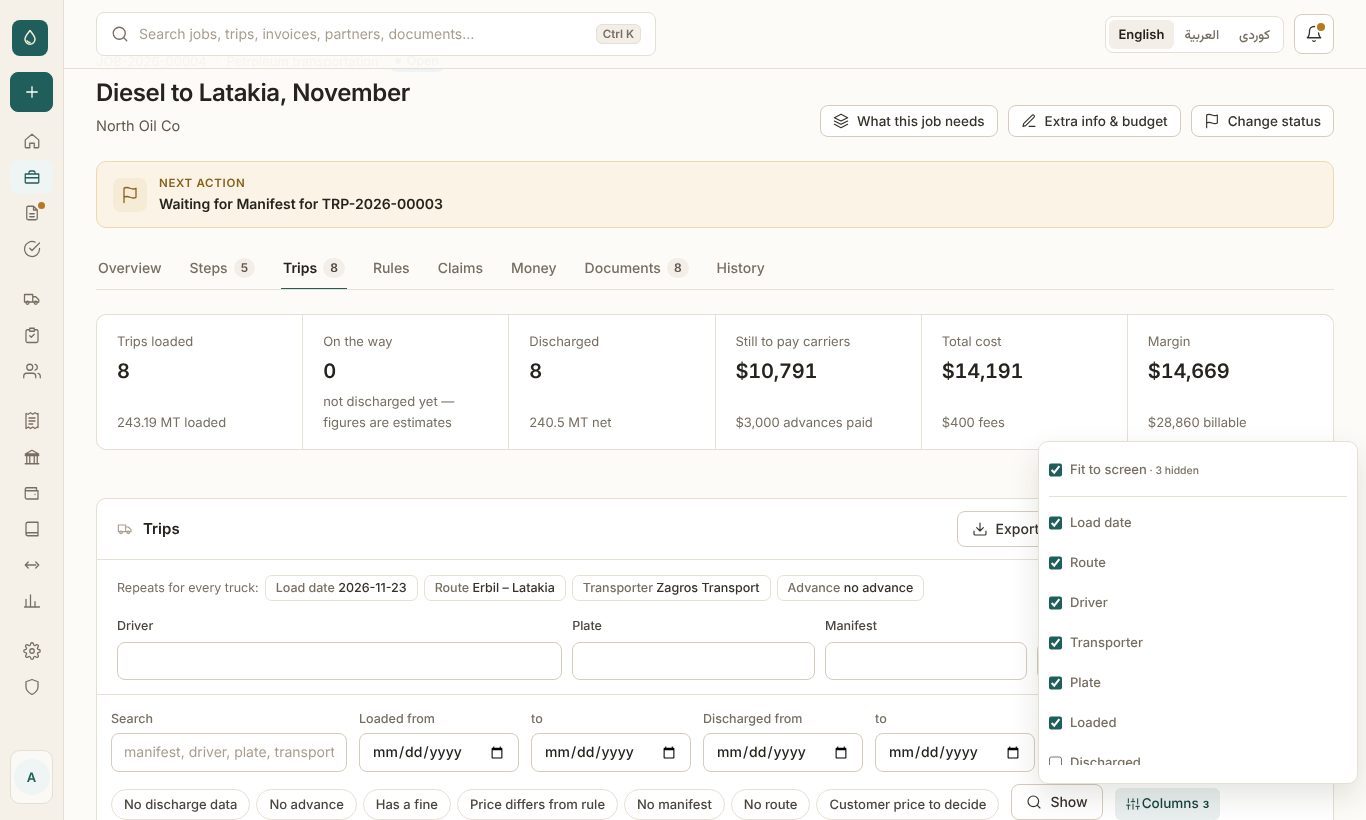 Search jobs, trips, invoices, partners, documents...
Ctrl K
English
العربية
کوردی
JOB-2026-00004 · Petroleum transportation • Open
Diesel to Latakia, November
North Oil Co
What this job needs
Extra info & budget
Change status
NEXT ACTION
Waiting for Manifest for TRP-2026-00003
Overview
Steps 5
Trips 8
Rules
Claims
Money
Documents 8
History
Trips loaded
8
243.19 MT loaded
On the way
0
not discharged yet —
figures are estimates
Discharged
8
240.5 MT net
Still to pay carriers
$10,791
$3,000 advances paid
Total cost
$14,191
$400 fees
Margin
$14,669
$28,860 billable
Trips
Export
Repeats for every truck:
Load date 2026-11-23
Route Erbil – Latakia
Transporter Zagros Transport
Advance no advance
Driver
Plate
Manifest
Search
manifest, driver, plate, transport
Loaded from
mm/dd/yyyy
to
mm/dd/yyyy
Discharged from
mm/dd/yyyy
to
mm/dd/yyyy
No discharge data
No advance
Has a fine
Price differs from rule
No manifest
No route
Customer price to decide
Show
Columns 3
Fit to screen · 3 hidden
Load date
Route
Driver
Transporter
Plate
Loaded
Discharged
A